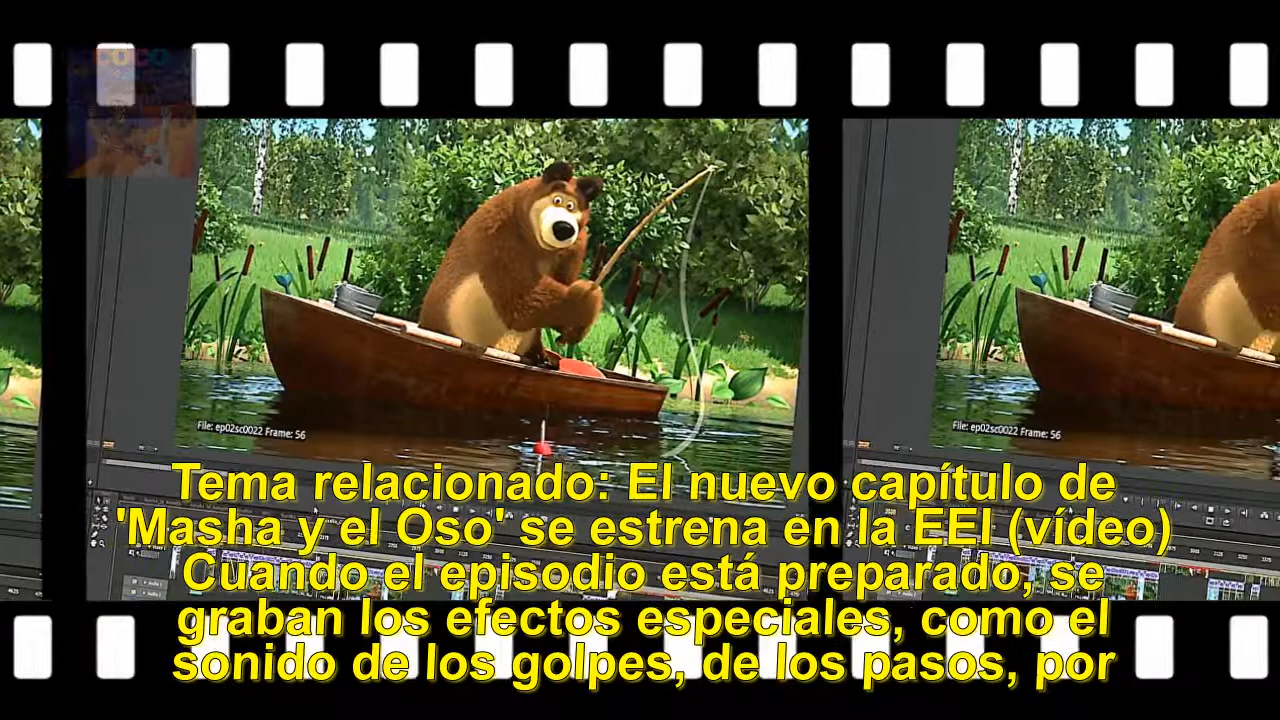 COCO
File: ep02sc0022 Frame: 56
File: ep02sc0022 Frame: 56
Tema relacionado: El nuevo capítulo de
'Masha y el Oso' se estrena en la EEI (vídeo)
Cuando el episodio está preparado, se
graban los efectos especiales, como el
sonido de los golpes, de los pasos, por